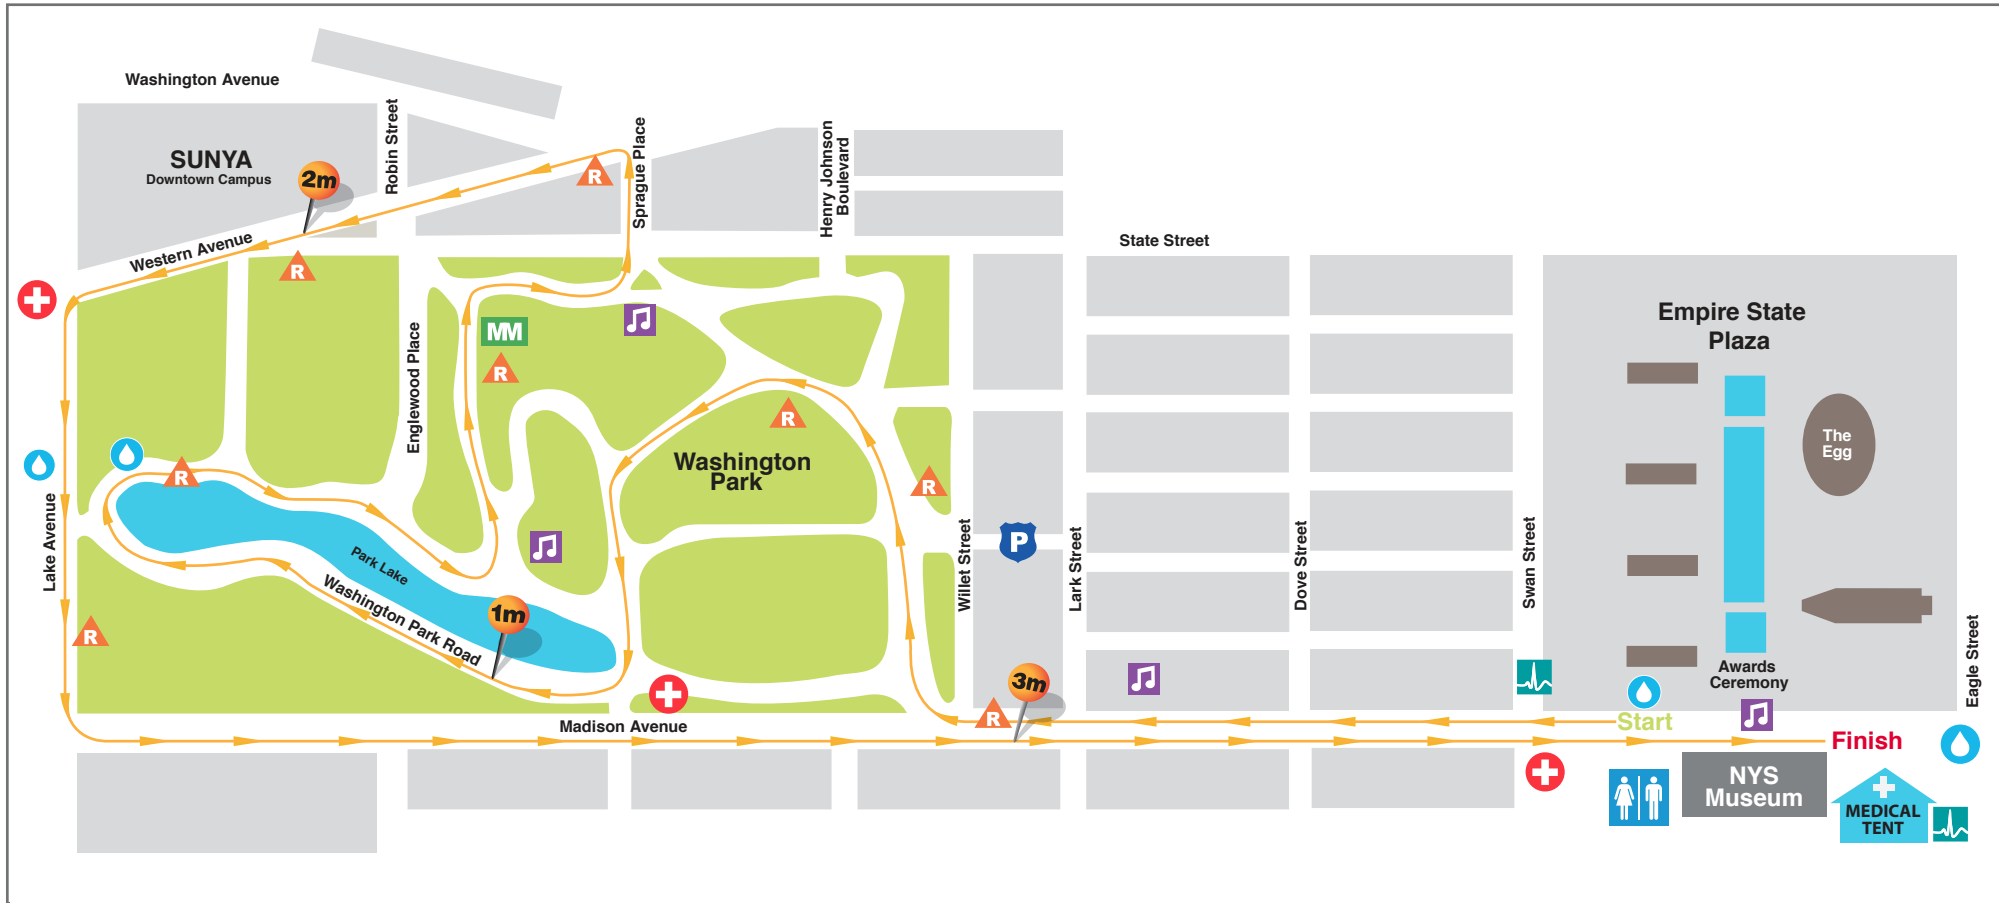 Washington Avenue
SUNYA
Downtown Campus
2m
Robin Street
R
Sprague Place
Henry Johnson
Boulevard
Western Avenue
R
State Street
Empire State
Plaza
MM
R
Englewood Place
R
The
Egg
Washington
Park
R
R
Lake Avenue
Park Lake
Washington Park Road
1m
R
P
Willet Street
Lark Street
Dove Street
Swan Street
Eagle Street
Awards
Ceremony
3m
R
Madison Avenue
Start
Finish
NYS
Museum
MEDICAL
TENT